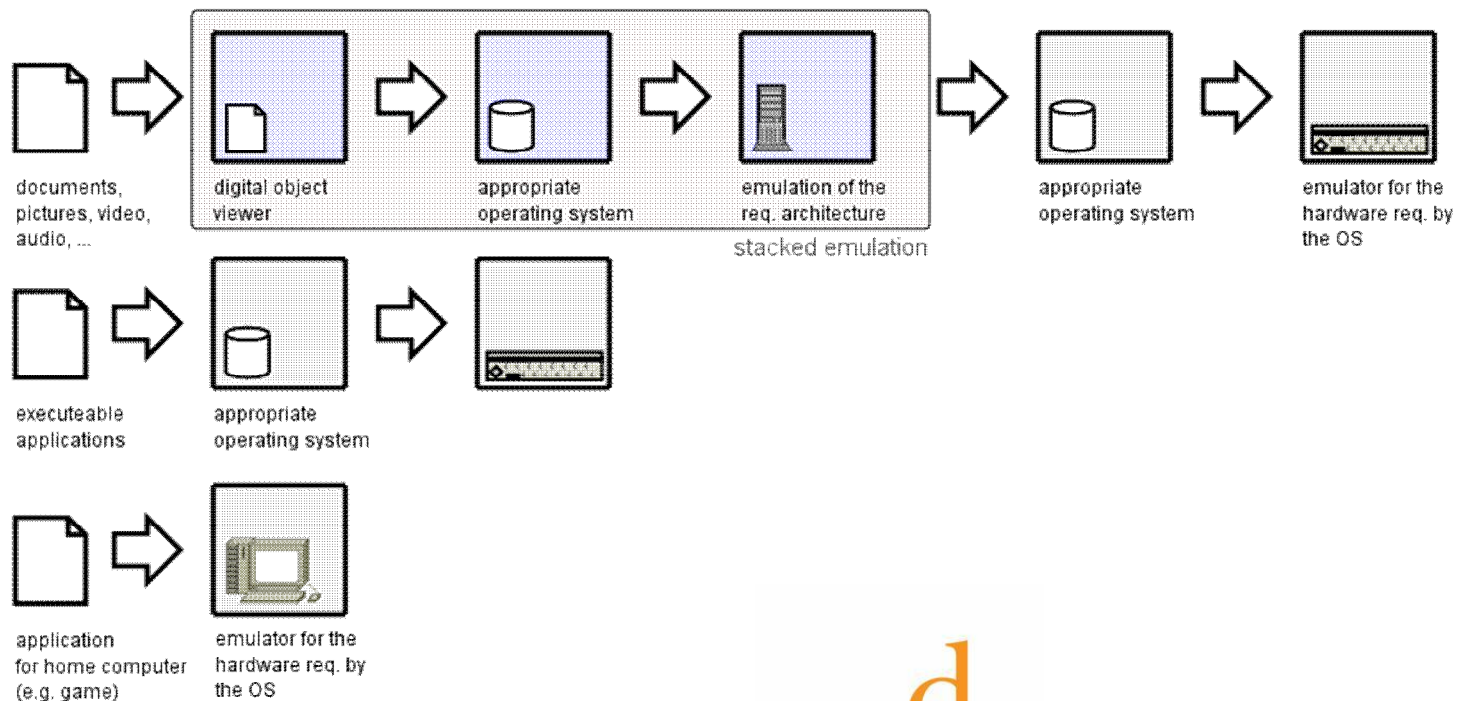 documents,
pictures, video,
audio, ...
digital object
viewer
appropriate
operating system
emulation of the
req. architecture
appropriate
operating system
emulator for the
hardware req. by
the OS
stacked emulation
executeable
applications
appropriate
operating system
application
for home computer
(e.g. game)
emulator for the
hardware req. by
the OS
d